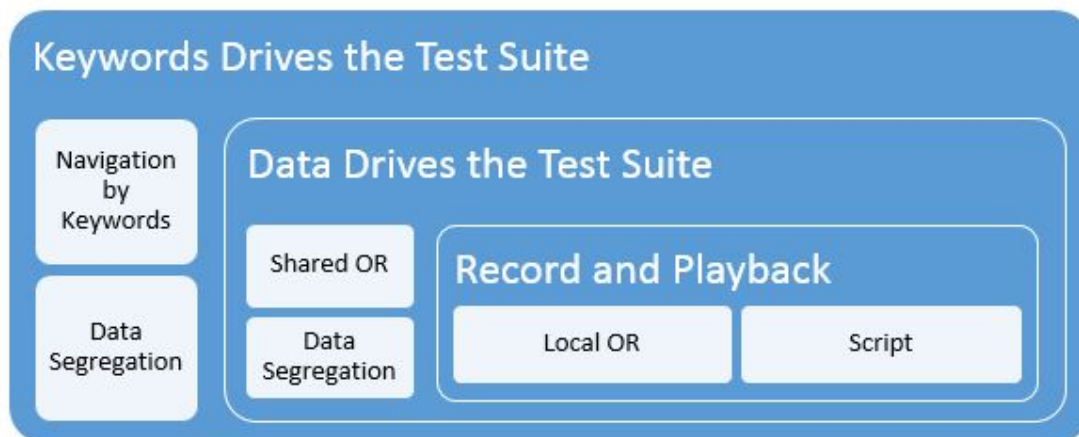 Keywords Drives the Test Suite
Navigation
by
Keywords
Data
Segregation
Data Drives the Test Suite
Shared OR
Data
Segregation
Record and Playback
Local OR
Script